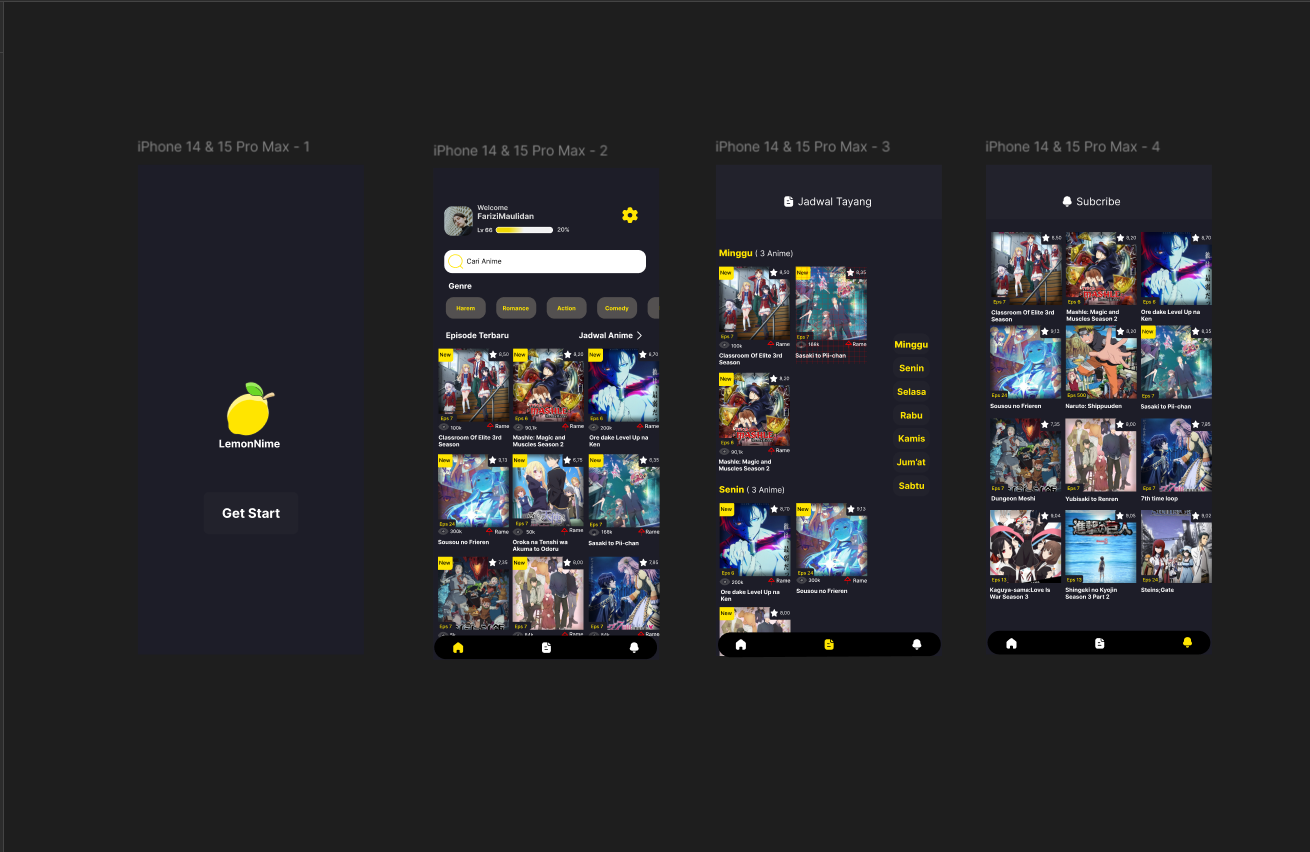 iPhone 14 & 15 Pro Max - 1
LemonNime
Get Start
iPhone 14 & 15 Pro Max - 2
Welcome
FariziMaulidan
Lv 66
20%
Cari Anime
Genre
Harem
Romance
Action
Comedy
Episode Terbaru
Jadwal Anime
New
8,50
New
8,20
8,70
Eps 7
Eps 6
Eps 6
100k
Rame
90,1k
Rame
200k
Rame
Classroom Of Elite 3rd
Season
Mashle: Magic and
Muscles Season 2
Ore dake Level Up na
Ken
New
9,13
New
6,75
New
8,35
Eps 24
Eps 7
Eps 7
300k
Rame
50k
Rame
168k
Rame
Sousou no Frieren
Oroka na Tenshi wa
Akuma to Odoru
Sasaki to Pii-chan
New
7,35
New
8,00
New
7,85
Eps 7
Eps 7
Eps 7
iPhone 14 & 15 Pro Max - 3
Jadwal Tayang
Minggu ( 3 Anime)
New
8,50
New
8,35
Eps 7
Eps 7
100k
Rame
168k
Rame
Classroom Of Elite 3rd
Season
Sasaki to Pii-chan
New
8,20
Eps 6
90,1k
Rame
Mashle: Magic and
Muscles Season 2
Senin ( 3 Anime)
New
8,70
New
9,13
Eps 6
Eps 24
200k
Rame
300k
Rame
Ore dake Level Up na
Ken
Sousou no Frieren
New
8,00
Minggu
Senin
Selasa
Rabu
Kamis
Jum'at
Sabtu
iPhone 14 & 15 Pro Max - 4
Subcribe
8,50
8,20
8,70
Eps 7
Eps 6
Eps 6
Classroom Of Elite 3rd
Season
Mashle: Magic and
Muscles Season 2
Ore dake Level Up na
Ken
9,13
8,30
New
8,35
Eps 24
Eps 500
Eps 7
Sousou no Frieren
Naruto: Shippuuden
Sasaki to Pii-chan
7,35
8,00
7,85
Eps 7
Eps 7
Eps 7
Dungeon Meshi
Yubisaki to Renren
7th time loop
9,04
9,05
9,02
進撃の巨人
Eps 13
Eps 13
Eps 24
Kaguya-sama:Love Is
War Season 3
Shingeki no Kyojin
Season 3 Part 2
Steins;Gate